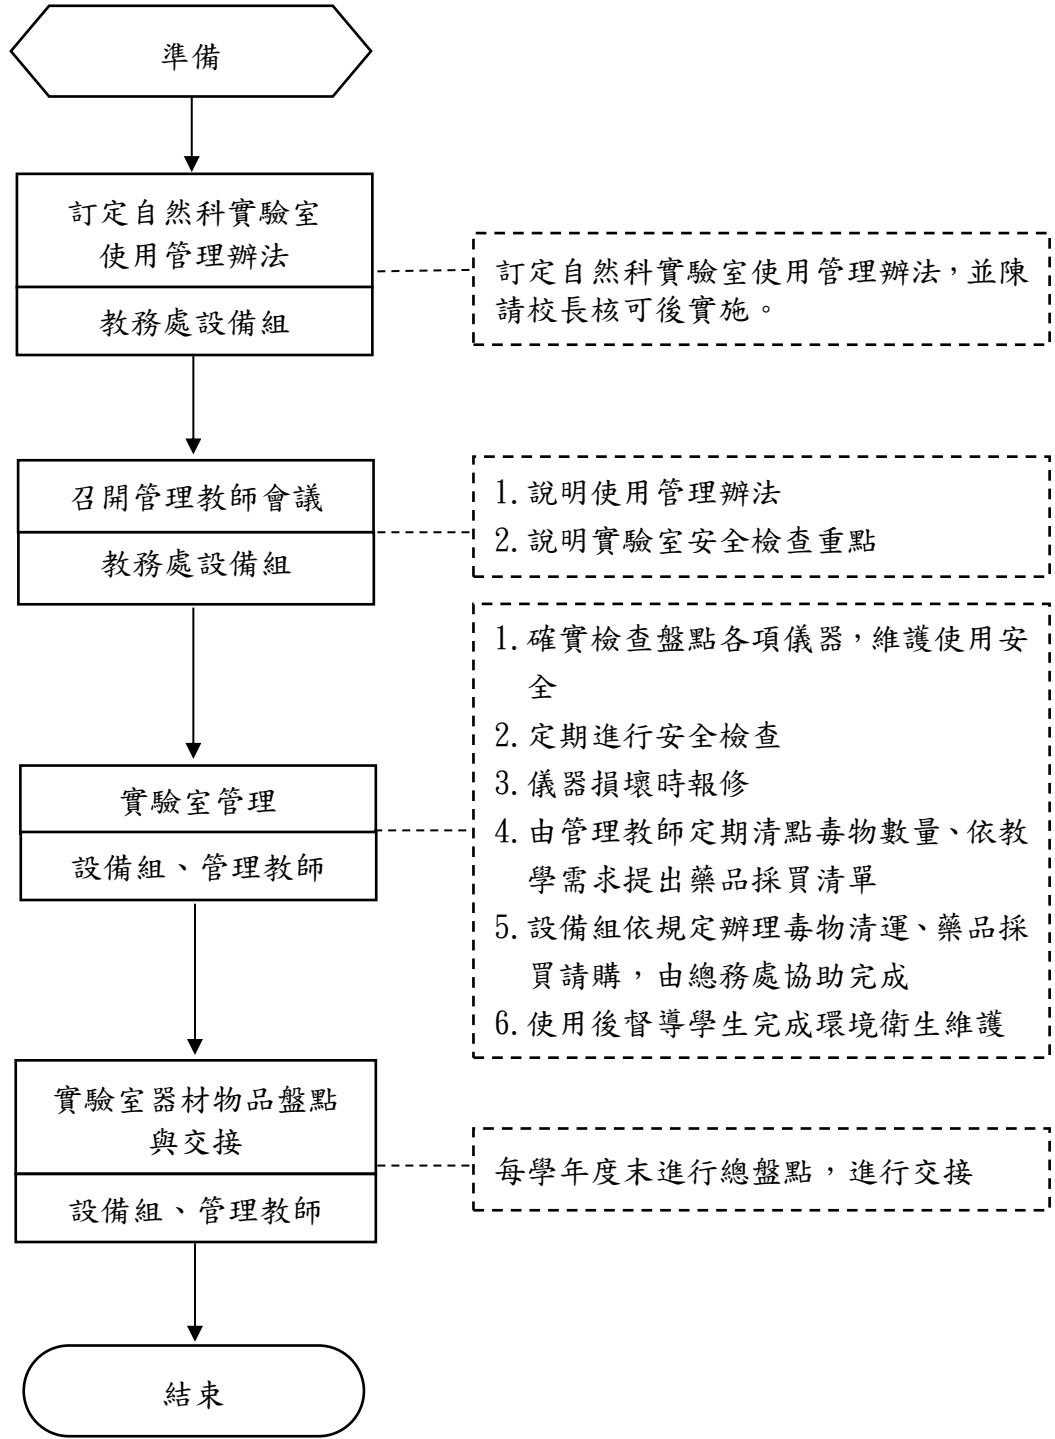 準備
訂定自然科實驗室
使用管理辦法
教務處設備組
訂定自然科實驗室使用管理辦法，並陳
請校長核可後實施。
召開管理教師會議
教務處設備組
1.說明使用管理辦法
2.說明實驗室安全檢查重點
實驗室管理
設備組、管理教師
1.確實檢查盤點各項儀器，維護使用安
全
2.定期進行安全檢查
3.儀器損壞時報修
4.由管理教師定期清點毒物數量、依教
學需求提出藥品採買清單
5.設備組依規定辦理毒物清運、藥品採
買請購，由總務處協助完成
6.使用後督導學生完成環境衛生維護
實驗室器材物品盤點
與交接
設備組、管理教師
每學年度末進行總盤點，進行交接
結束